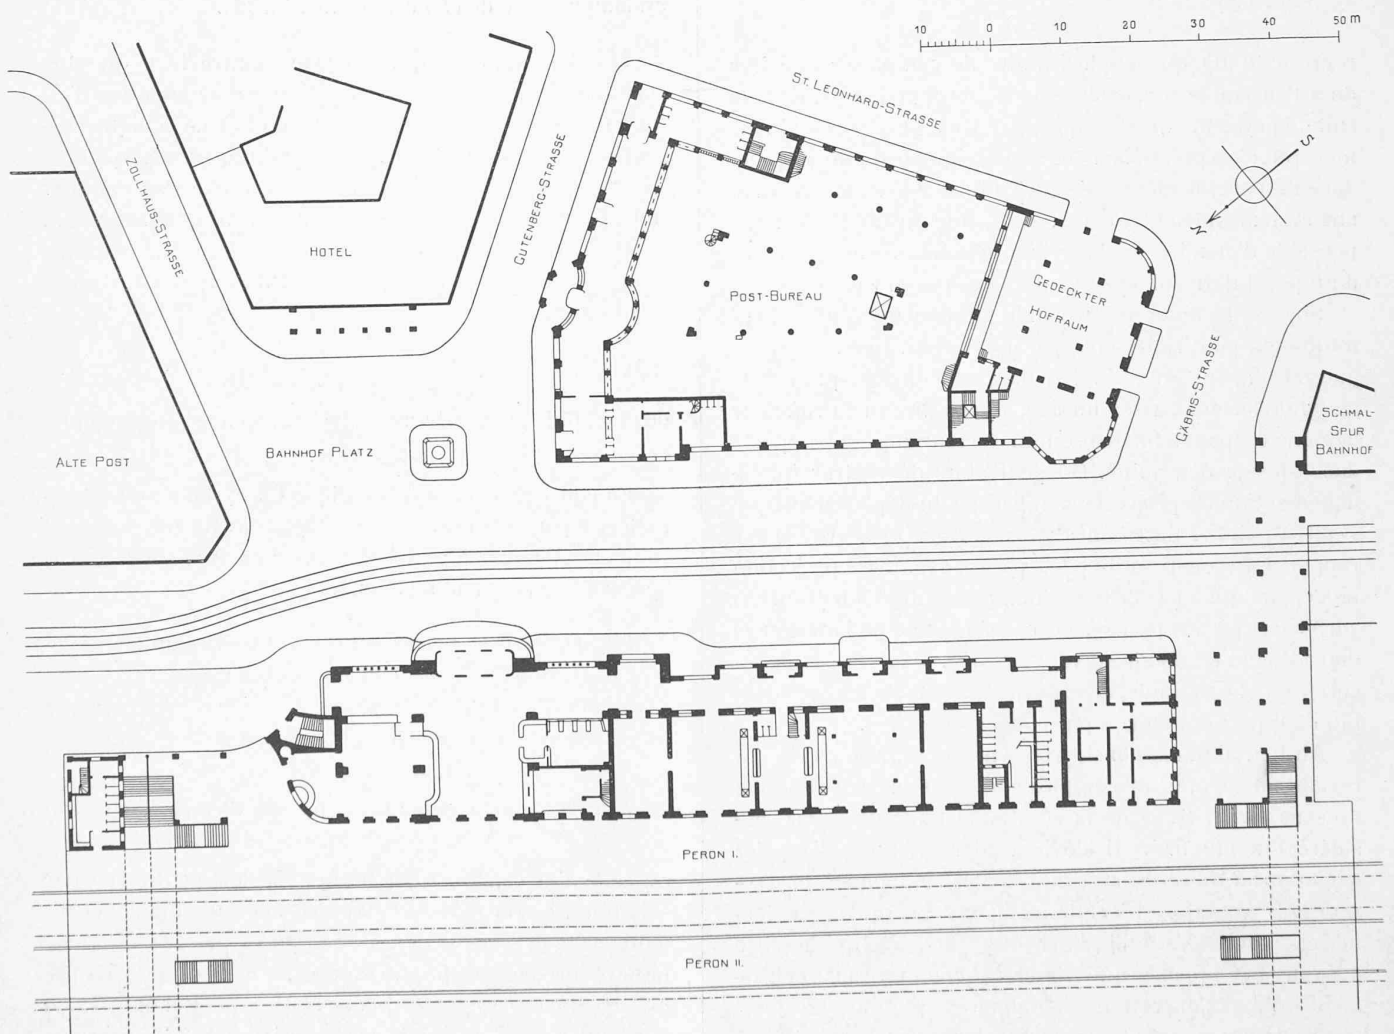 10 0 10 20 30 40 50 m
ST. LEONHARD-STRASSE
S
N
ZOLLHAUS-STRASSE
GUTENBERG-STRASSE
HOTEL
POST-BUREAU
GEDECKTER
HOFRAUM
GÄBRIS-STRASSE
SCHMAL-
SPUR
BAHNHOF
ALTE POST
BAHNHOF PLATZ
PERON I.
PERON II.